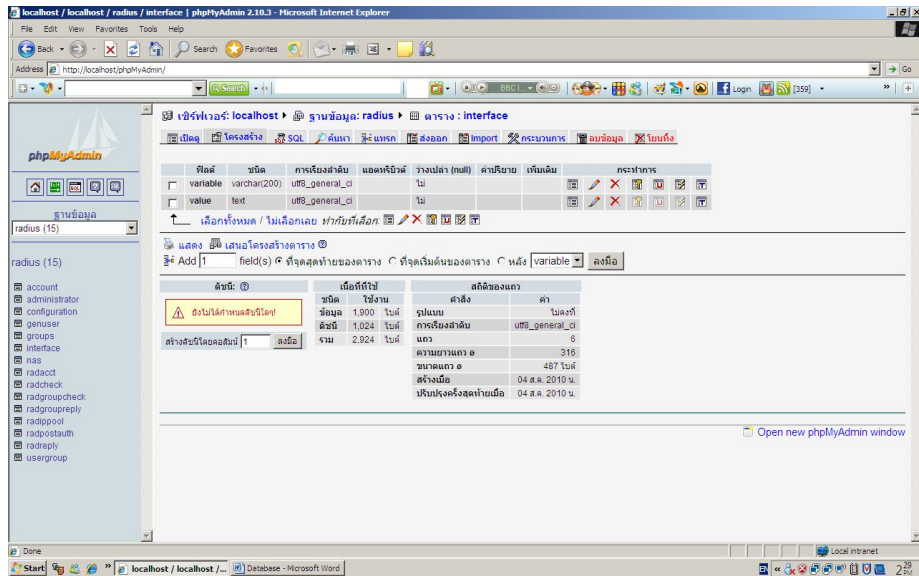 localhost / localhost / radius / interface | phpMyAdmin 2.10.3 - Microsoft Internet Explorer
File Edit View Favorites Tools Help
Back Search Favorites
Address http://localhost/phpMyAdmin/ Go
Search BBC 1 Login [359]
phpMyAdmin
ฐานข้อมูล
radius (15)
radius (15)
account
administrator
configuration
genuser
groups
interface
nas
radacct
radcheck
radgroupcheck
radgroupreply
radippool
radpostauth
radreply
usergroup
เซิร์ฟเวอร์: localhost ฐานข้อมูล: radius ตาราง : interface
เปิดดู โครงสร้าง SQL ค้นหา แทรก ส่งออก Import กระบวนการ ลบข้อมูล โยนทิ้ง
ฟิลด์ ชนิด การเรียงลำดับ แอตทริบิวต์ ว่างเปล่า (null) ค่าปริยาย เพิ่มเติม กระทำการ
variable varchar(200) utf8_general_ci ไม่
value text utf8_general_ci ไม่
เลือกทั้งหมด / ไม่เลือกเลย ทำกับที่เลือก:
แสดง เสนอโครงสร้างตาราง
Add 1 field(s) ที่จุดสุดท้ายของตาราง ที่จุดเริ่มต้นของตาราง หลัง variable ลงมือ
ดัชนี:
ยังไม่ได้กำหนดดัชนีใดๆ!
สร้างดัชนีโดยคอลัมน์ 1 ลงมือ
เนื้อที่ที่ใช้
ชนิด ใช้งาน
ข้อมูล 1,900 ไบต์
ดัชนี 1,024 ไบต์
รวม 2,924 ไบต์
สถิติของแถว
คำสั่ง ค่า
รูปแบบ ไม่คงที่
การเรียงลำดับ utf8_general_ci
แถว 6
ความยาวแถว ø 316
ขนาดแถว ø 487 ไบต์
สร้างเมื่อ 04 ส.ค. 2010 น.
ปรับปรุงครั้งสุดท้ายเมื่อ 04 ส.ค. 2010 น.
Open new phpMyAdmin window
Done Local intranet
Start localhost / localhost /... Database - Microsoft Word EN 2:29 PM